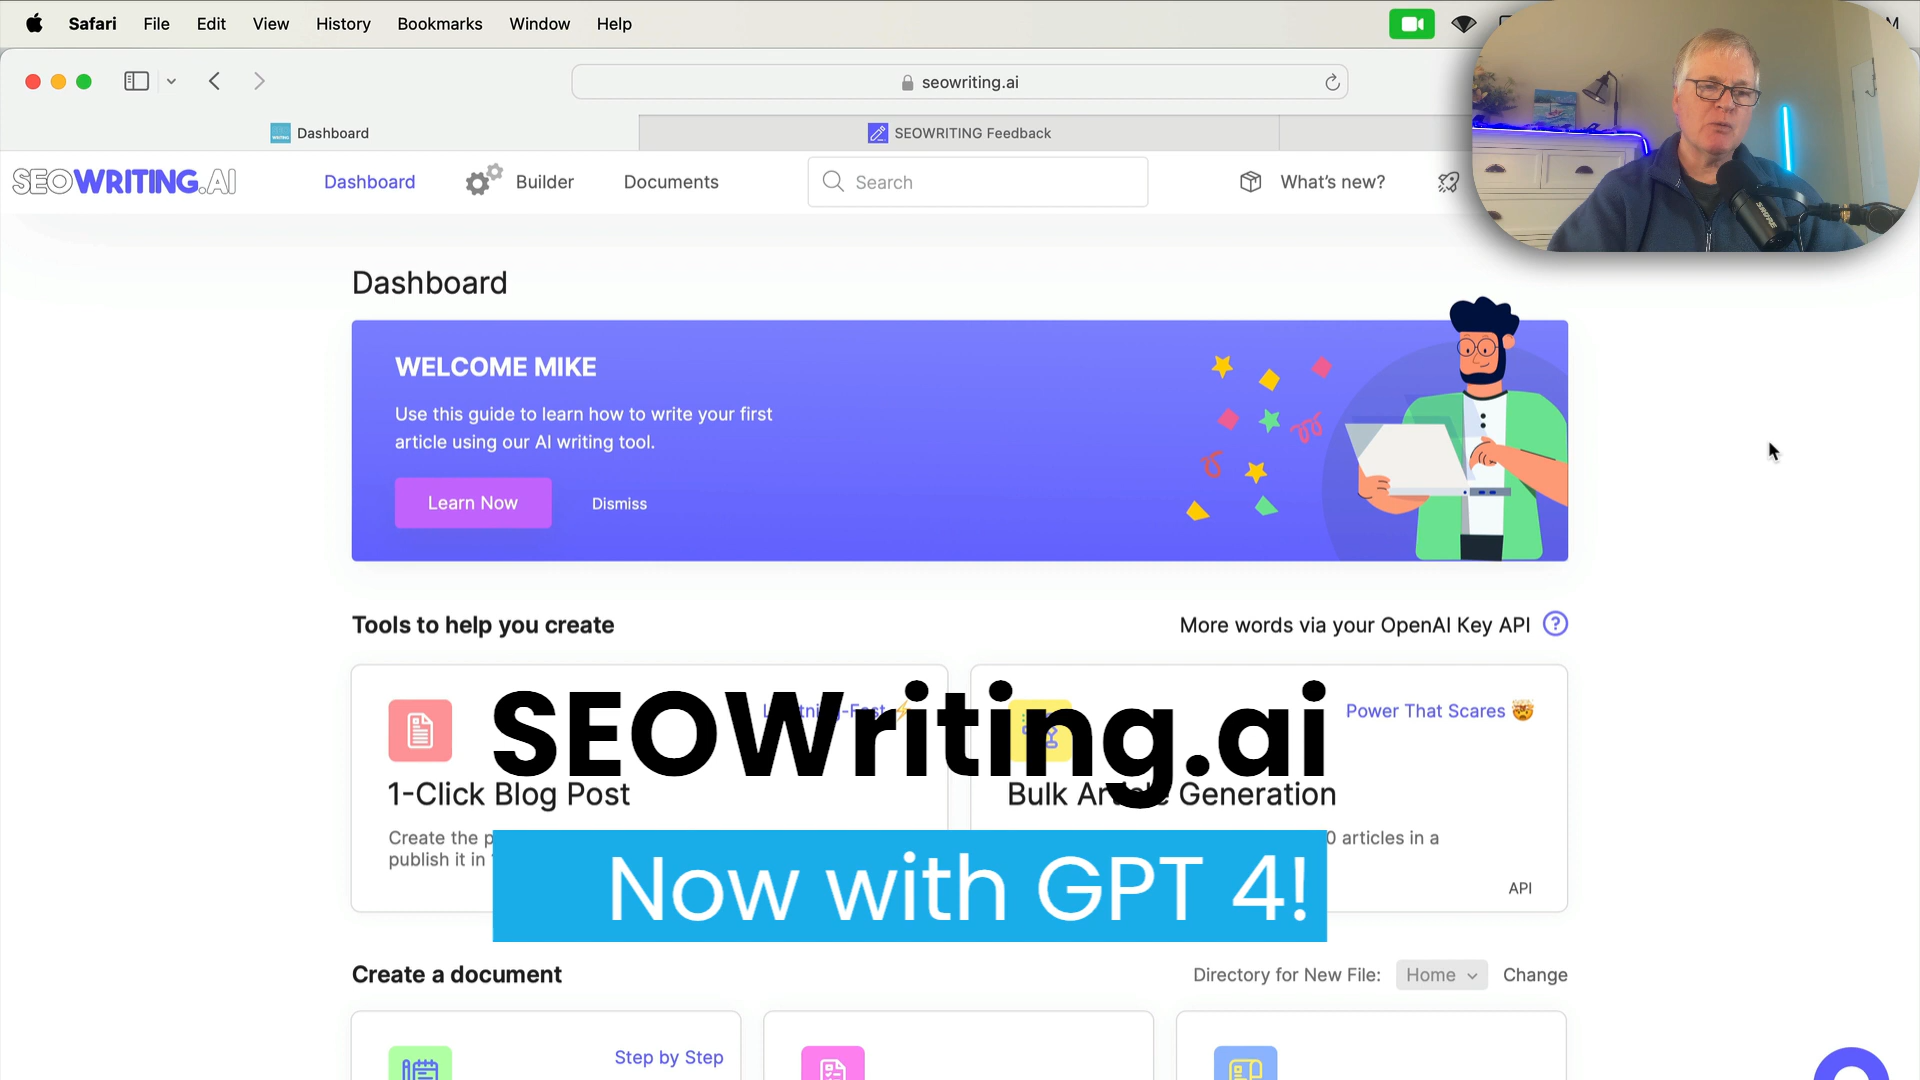 Safari File Edit View History Bookmarks Window Help
seowriting.ai
Dashboard
SEOWRITING Feedback
SEOWRITING.AI
Dashboard
Builder
Documents
Search
What's new?
Dashboard
WELCOME MIKE
Use this guide to learn how to write your first
article using our AI writing tool.
Learn Now
Dismiss
Tools to help you create
More words via your OpenAI Key API ?
Power That Scares
SEOWriting.ai
1-Click Blog Post
Bulk Generation
Create the
publish it in
articles in a
API
Now with GPT 4!
Create a document
Directory for New File: Home Change
Step by Step
SHURE